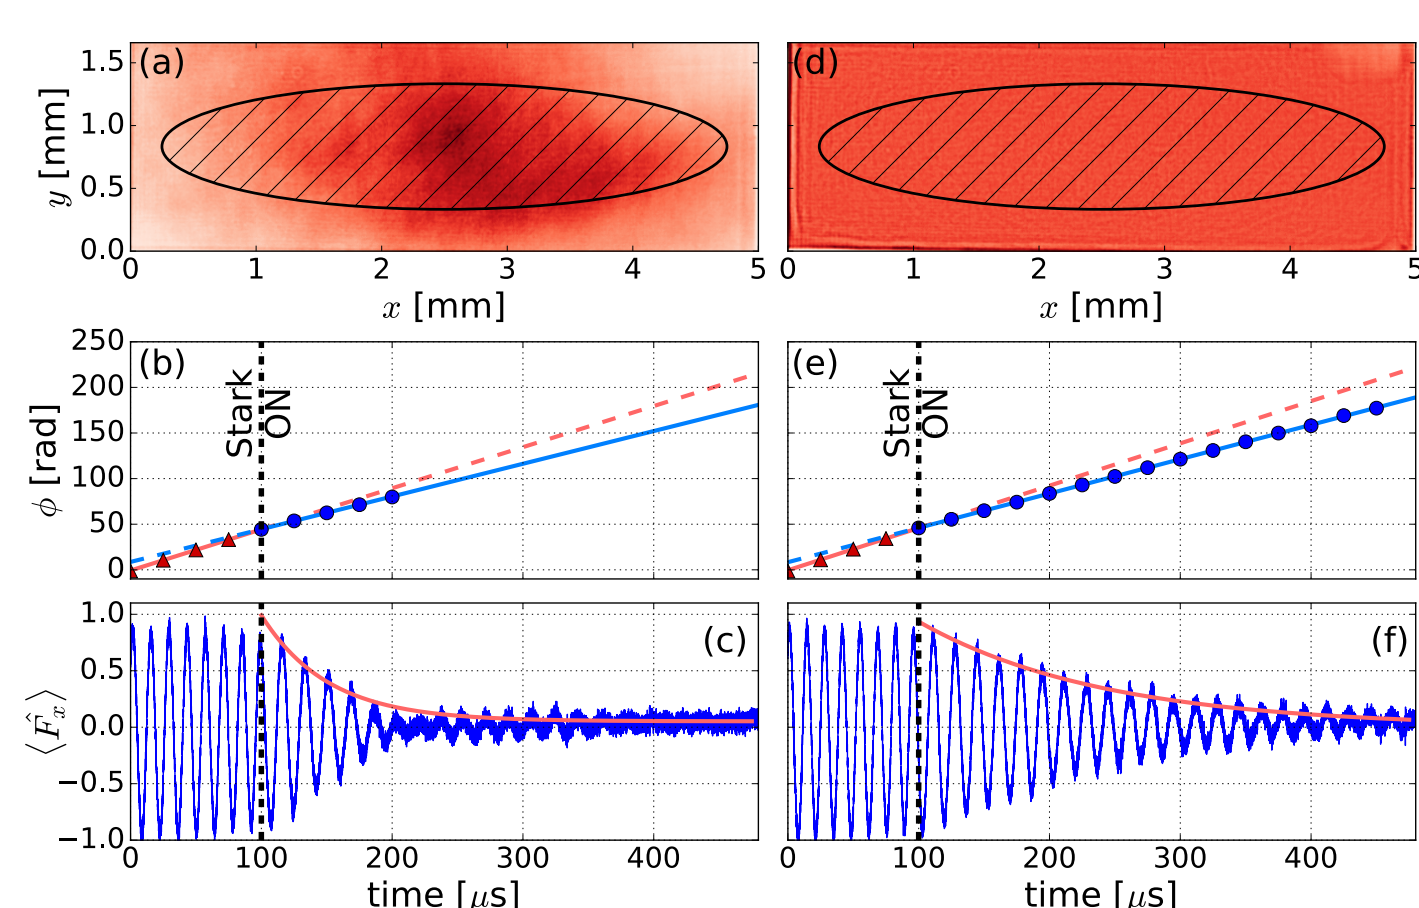 (a)
y [mm]
1.5
1.0
0.5
0.0
0 1 2 3 4 5
x [mm]
(d)
0 1 2 3 4 5
x [mm]
(b)
ϕ [rad]
250
200
150
100
50
0
Stark
ON
(e)
Stark
ON
(c)
⟨F̂ₓ⟩
1.0
0.5
0.0
−0.5
−1.0
0 100 200 300 400
time [μs]
(f)
0 100 200 300 400
time [μs]